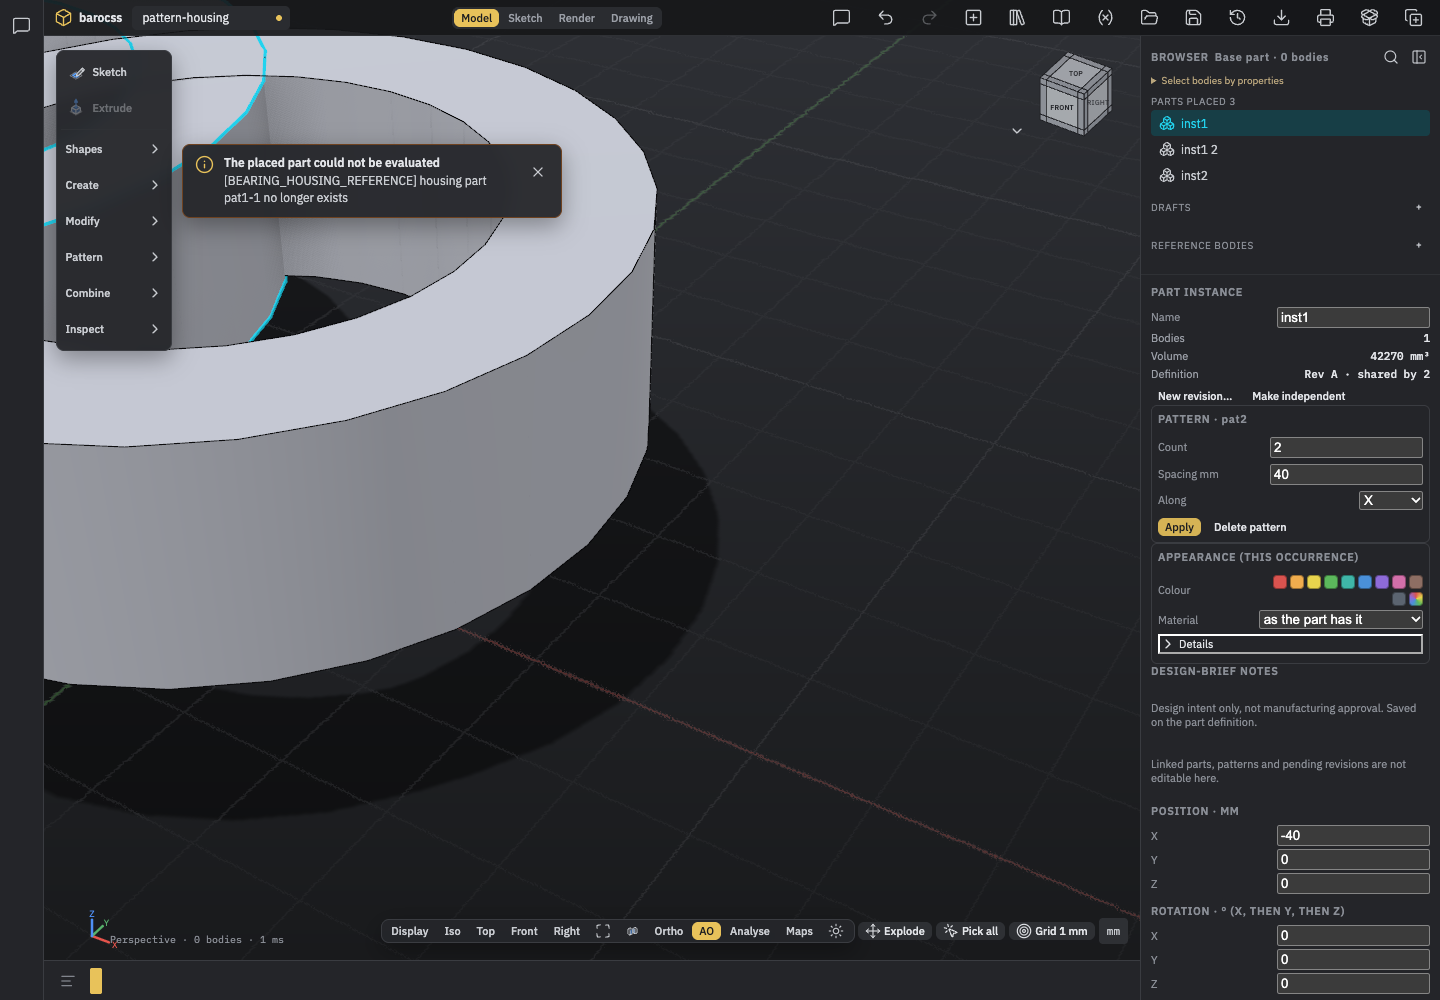 barocss
pattern-housing
Model
Sketch
Render
Drawing
Sketch
Extrude
Shapes
Create
Modify
Pattern
Combine
Inspect
The placed part could not be evaluated
[BEARING_HOUSING_REFERENCE] housing part
pat1-1 no longer exists
TOP
FRONT
RIGHT
BROWSER Base part · 0 bodies
Select bodies by properties
PARTS PLACED 3
inst1
inst1 2
inst2
DRAFTS +
REFERENCE BODIES +
PART INSTANCE
Name inst1
Bodies 1
Volume 42270 mm³
Definition Rev A · shared by 2
New revision... Make independent
PATTERN · pat2
Count 2
Spacing mm 40
Along X
Apply Delete pattern
APPEARANCE (THIS OCCURRENCE)
Colour
Material as the part has it
Details
DESIGN-BRIEF NOTES
Design intent only, not manufacturing approval. Saved
on the part definition.
Linked parts, patterns and pending revisions are not
editable here.
POSITION · MM
X -40
Y 0
Z 0
ROTATION · ° (X, THEN Y, THEN Z)
X 0
Y 0
Z 0
Z
Y
X
Perspective · 0 bodies · 1 ms
Display Iso Top Front Right Ortho AO Analyse Maps Explode Pick all Grid 1 mm mm